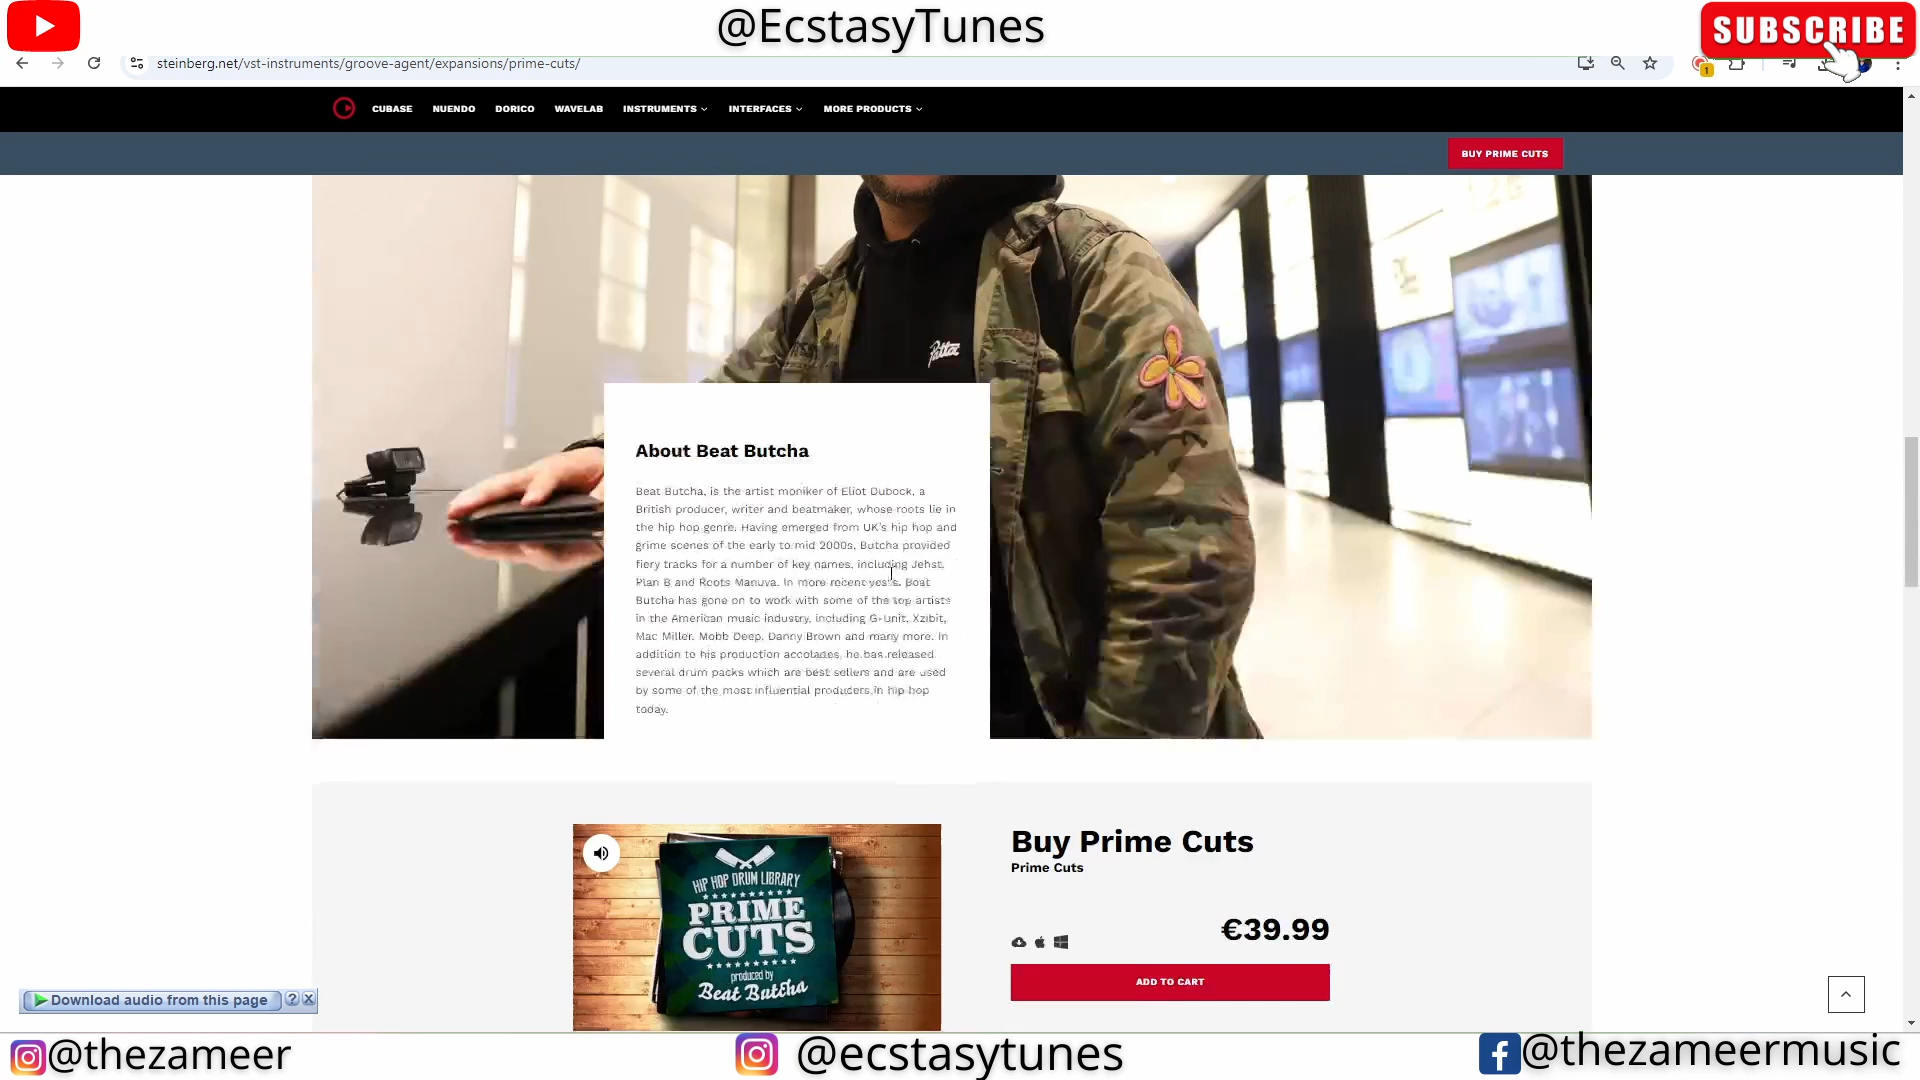 @EcstasyTunes
SUBSCRIBE
steinberg.net/vst-instruments/groove-agent/expansions/prime-cuts/
1
CUBASE NUENDO DORICO WAVELAB INSTRUMENTS INTERFACES MORE PRODUCTS
BUY PRIME CUTS
Patta
About Beat Butcha
Beat Butcha, is the artist moniker of Eliot Dubock, a
British producer, writer and beatmaker, whose roots lie in
the hip hop genre. Having emerged from UK's hip hop and
grime scenes of the early to mid 2000s, Butcha provided
fiery tracks for a number of key names, including Jehst,
Plan B and Roots Manuva. In more recent years, Beat
Butcha has gone on to work with some of the top artists
in the American music industry, including G-Unit, Xzibit,
Mac Miller, Mobb Deep, Danny Brown and many more. In
addition to his production accolades, he has released
several drum packs which are best sellers and are used
by some of the most influential producers in hip hop
today.
HIP HOP DRUM LIBRARY
PRIME
CUTS
produced by
Beat Butcha
Buy Prime Cuts
Prime Cuts
€39.99
ADD TO CART
Download audio from this page ?
@thezameer
@ecstasytunes
@thezameermusic